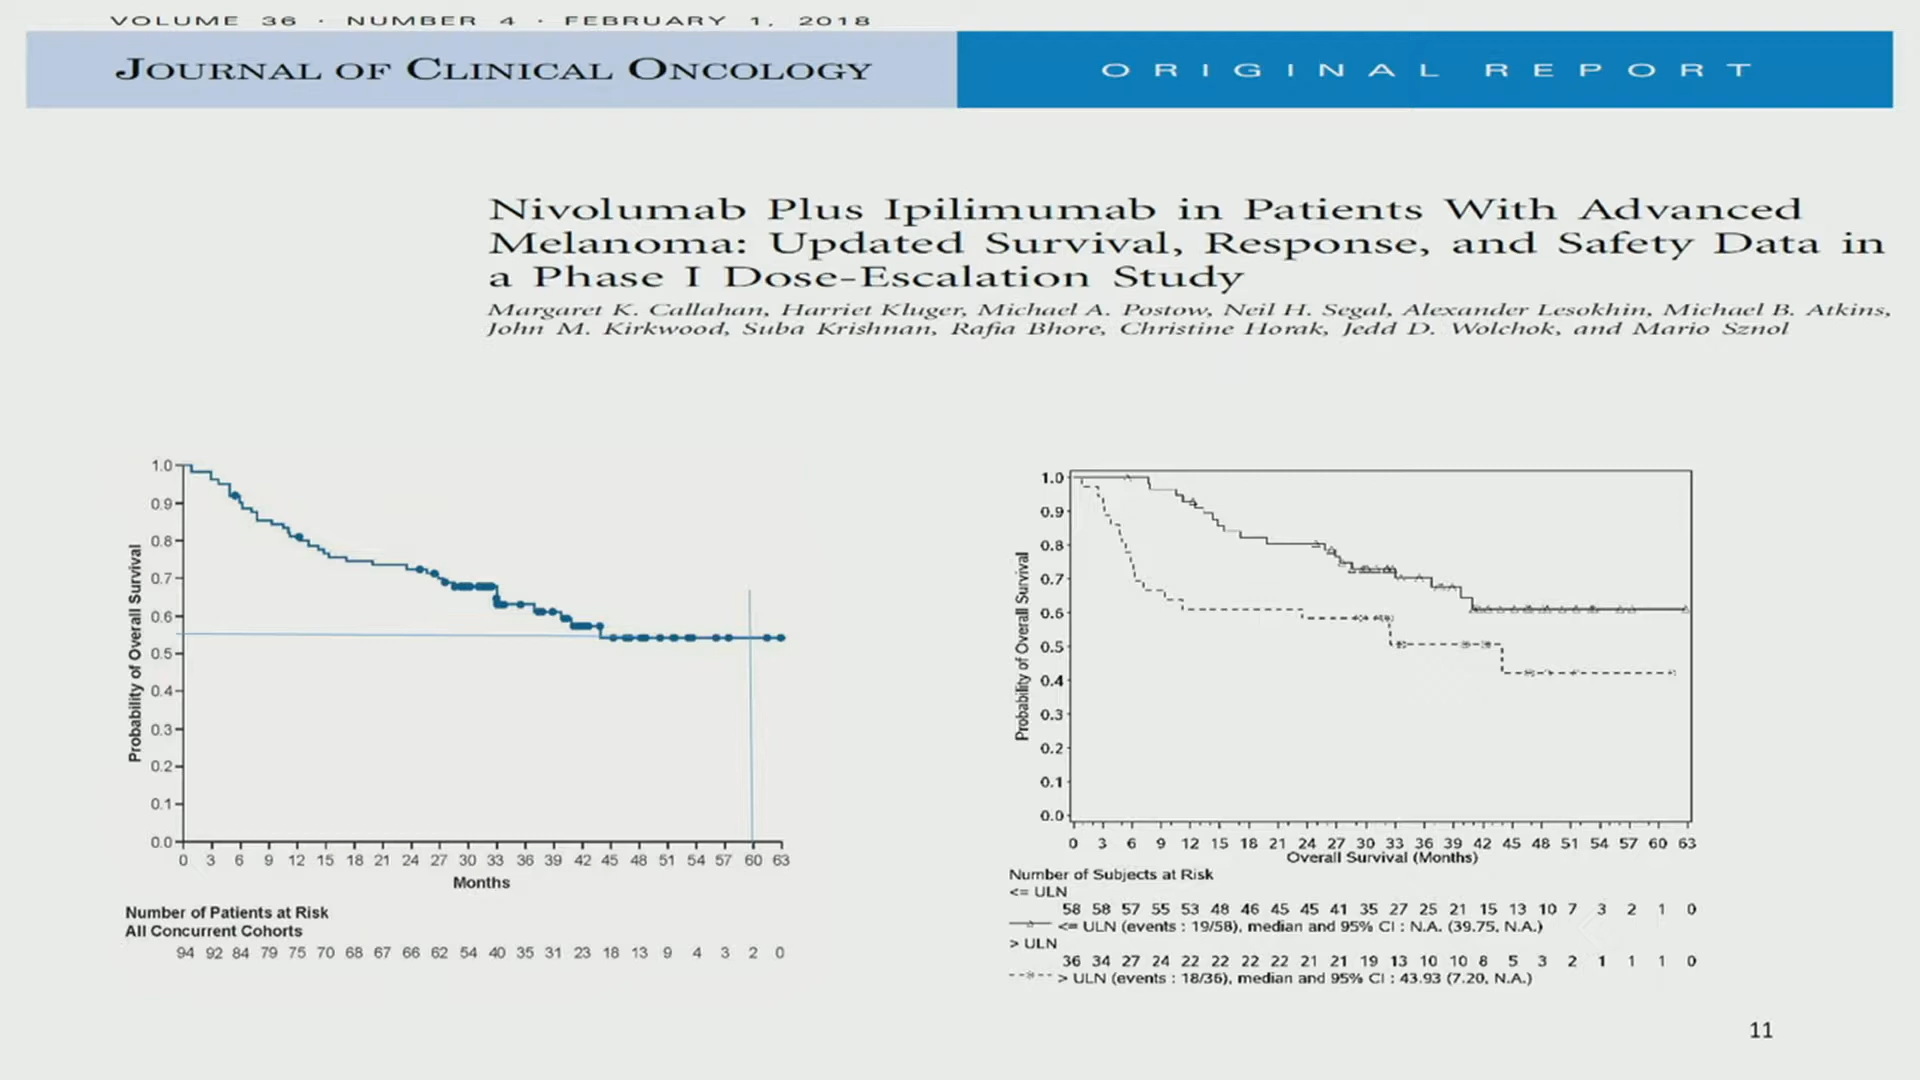 VOLUME 36 · NUMBER 4 · FEBRUARY 1, 2018
JOURNAL OF CLINICAL ONCOLOGY
ORIGINAL REPORT
Nivolumab Plus Ipilimumab in Patients With Advanced
Melanoma: Updated Survival, Response, and Safety Data in
a Phase I Dose-Escalation Study
Margaret K. Callahan, Harriet Kluger, Michael A. Postow, Neil H. Segal, Alexander Lesokhin, Michael B. Atkins,
John M. Kirkwood, Suba Krishnan, Rafia Bhore, Christine Horak, Jedd D. Wolchok, and Mario Sznol
Probability of Overall Survival
1.0
0.9
0.8
0.7
0.6
0.5
0.4
0.3
0.2
0.1
0.0
0 3 6 9 12 15 18 21 24 27 30 33 36 39 42 45 48 51 54 57 60 63
Months
Number of Patients at Risk
All Concurrent Cohorts
94 92 84 79 75 70 68 67 66 62 54 40 35 31 23 18 13 9 4 3 2 0
Probability of Overall Survival
1.0
0.9
0.8
0.7
0.6
0.5
0.4
0.3
0.2
0.1
0.0
0 3 6 9 12 15 18 21 24 27 30 33 36 39 42 45 48 51 54 57 60 63
Overall Survival (Months)
Number of Subjects at Risk
<= ULN
58 58 57 55 53 48 46 45 45 41 35 27 25 21 15 13 10 7 3 2 1 0
<= ULN (events : 19/58), median and 95% CI : N.A. (39.75, N.A.)
> ULN
36 34 27 24 22 22 22 22 21 21 19 13 10 10 8 5 3 2 1 1 1 0
> ULN (events : 18/36), median and 95% CI : 43.93 (7.20, N.A.)
11